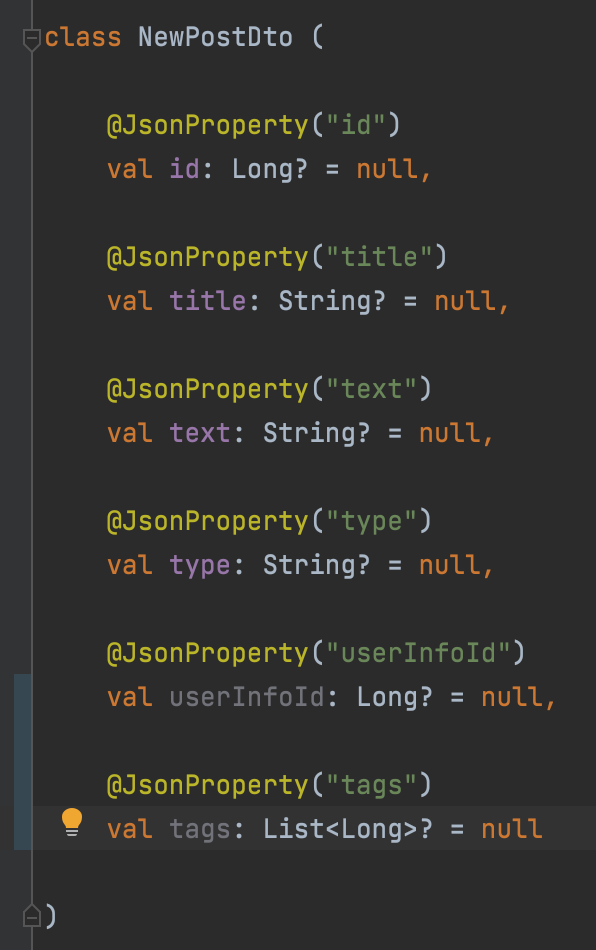 class NewPostDto (
@JsonProperty("id")
val id: Long? = null,
@JsonProperty("title")
val title: String? = null,
@JsonProperty("text")
val text: String? = null,
@JsonProperty("type")
val type: String? = null,
@JsonProperty("userInfoId")
val userInfoId: Long? = null,
@JsonProperty("tags")
val tags: List<Long>? = null
)